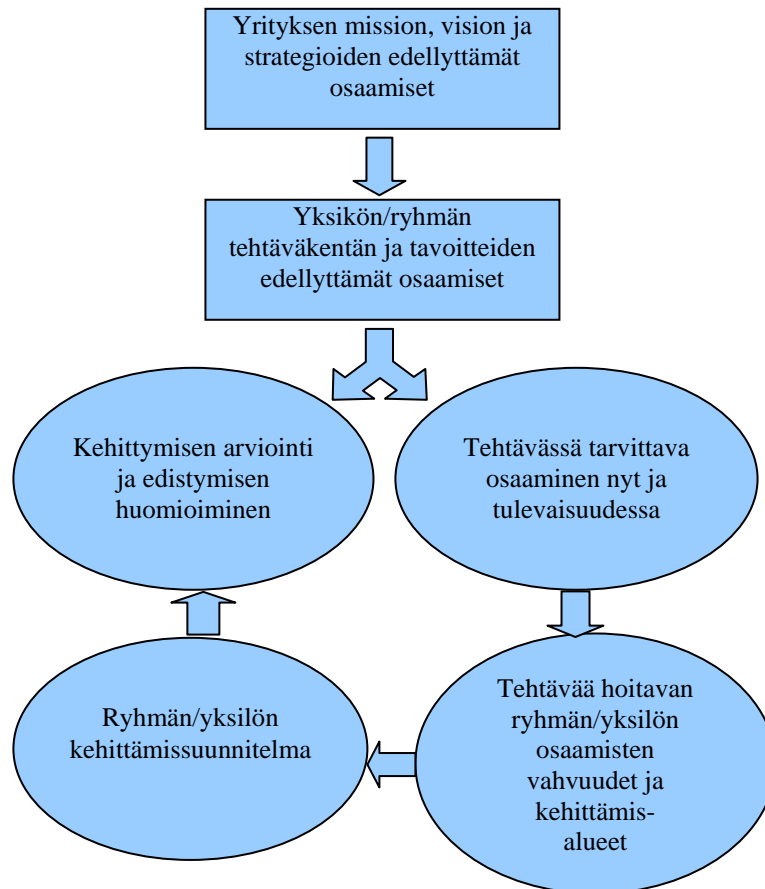 Yrityksen mission, vision ja
strategioiden edellyttämät
osaamiset
Yksikön/ryhmän
tehtäväkentän ja tavoitteiden
edellyttämät osaamiset
Kehittymisen arviointi
ja edistymisen
huomioiminen
Tehtävässä tarvittava
osaaminen nyt ja
tulevaisuudessa
Ryhmän/yksilön
kehittämissuunnitelma
Tehtävää hoitavan
ryhmän/yksilön
osaamisten
vahvuudet ja
kehittämis-
alueet